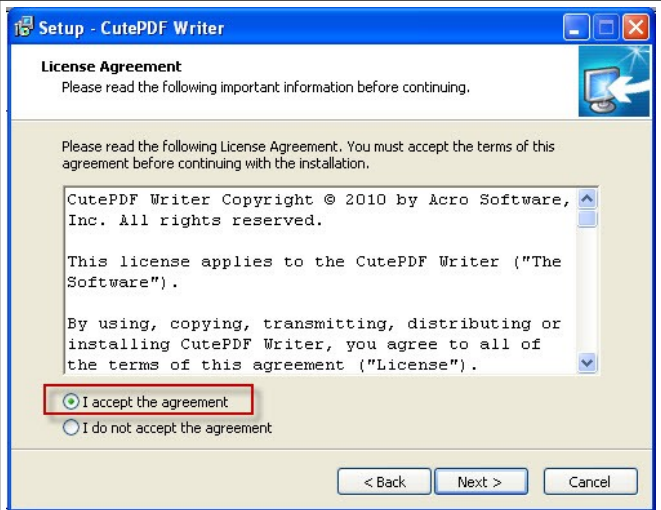 Setup - CutePDF Writer
License Agreement
Please read the following important information before continuing.
Please read the following License Agreement. You must accept the terms of this
agreement before continuing with the installation.
CutePDF Writer Copyright © 2010 by Acro Software,
Inc. All rights reserved.
This license applies to the CutePDF Writer ("The
Software").
By using, copying, transmitting, distributing or
installing CutePDF Writer, you agree to all of
the terms of this agreement ("License").
I accept the agreement
I do not accept the agreement
< Back Next > Cancel